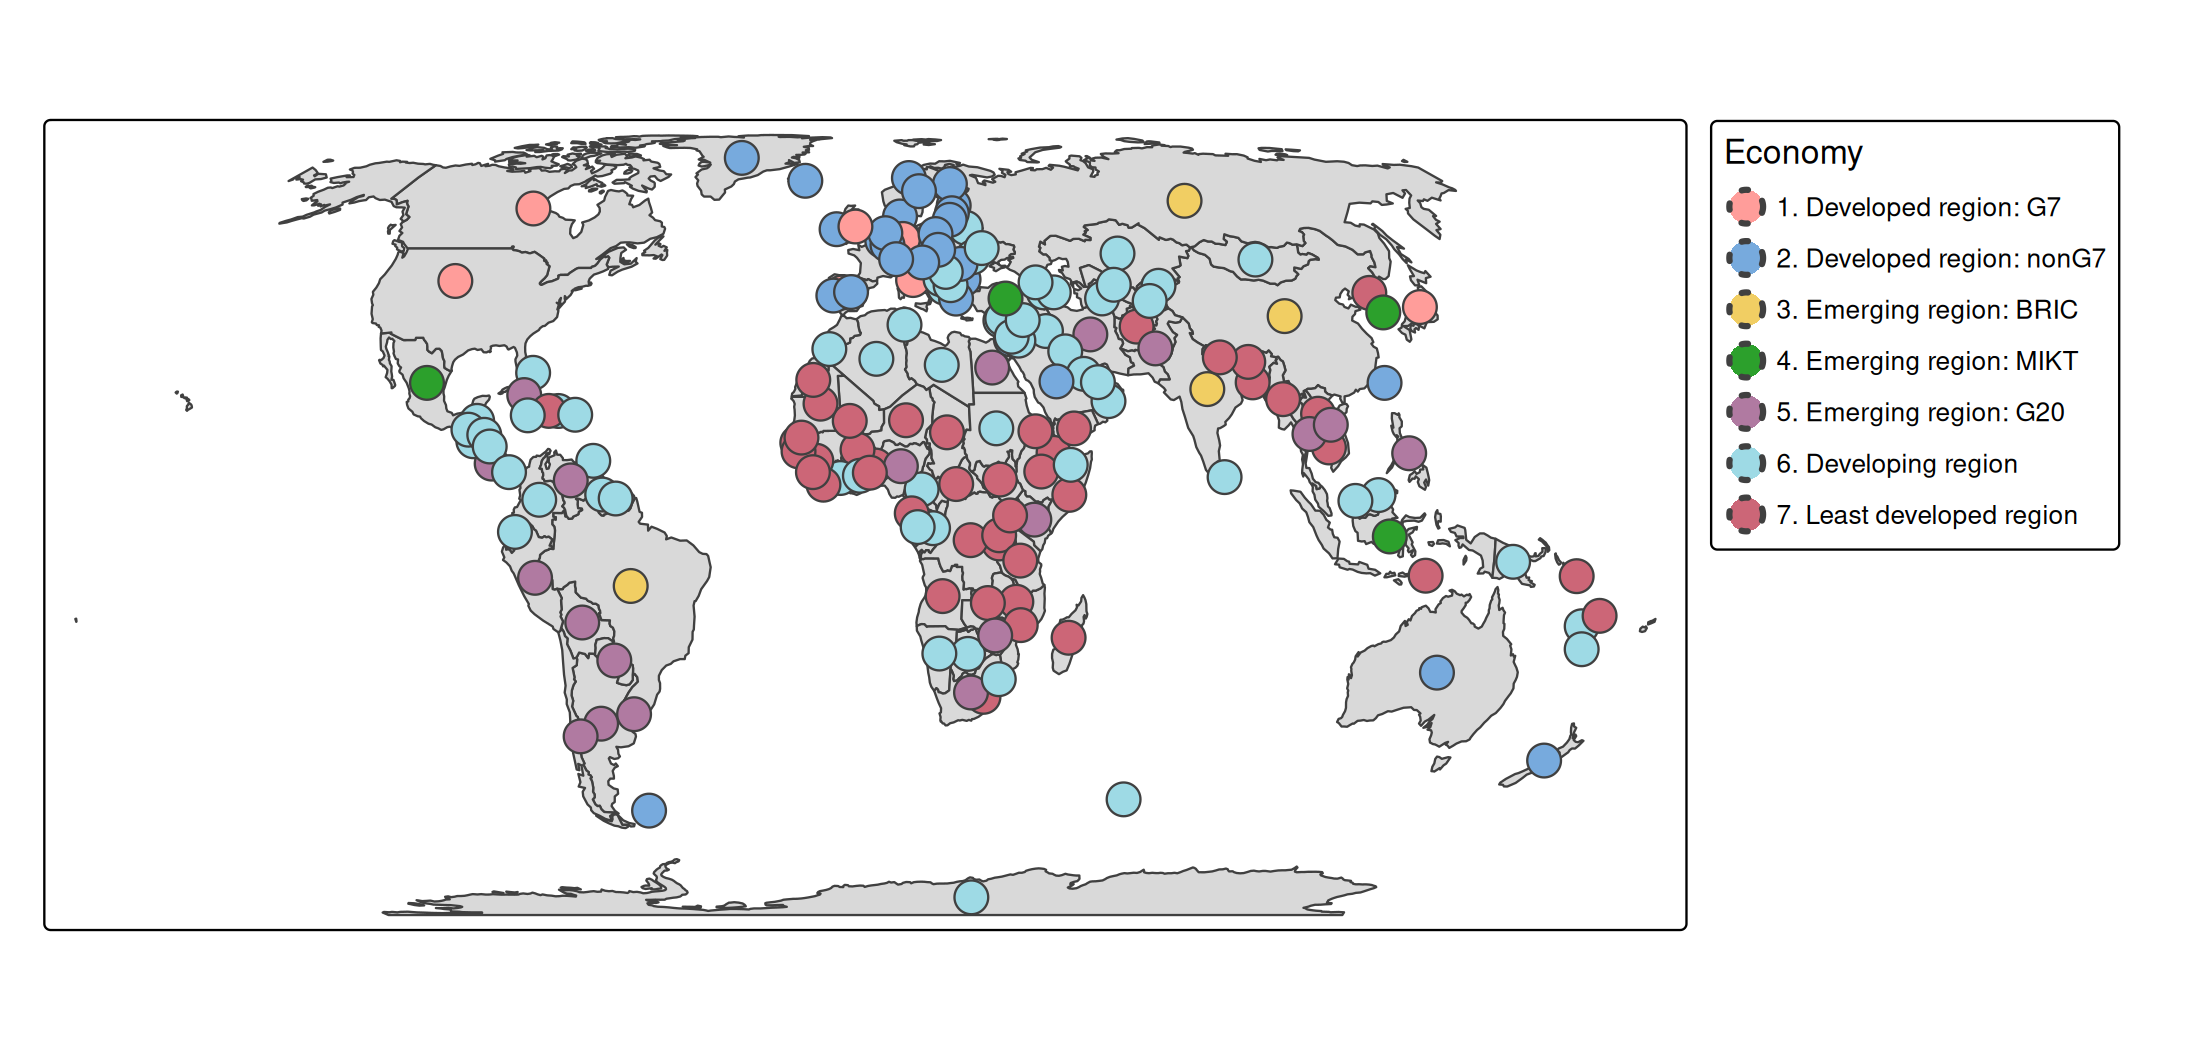 Economy
1. Developed region: G7
2. Developed region: nonG7
3. Emerging region: BRIC
4. Emerging region: MIKT
5. Emerging region: G20
6. Developing region
7. Least developed region